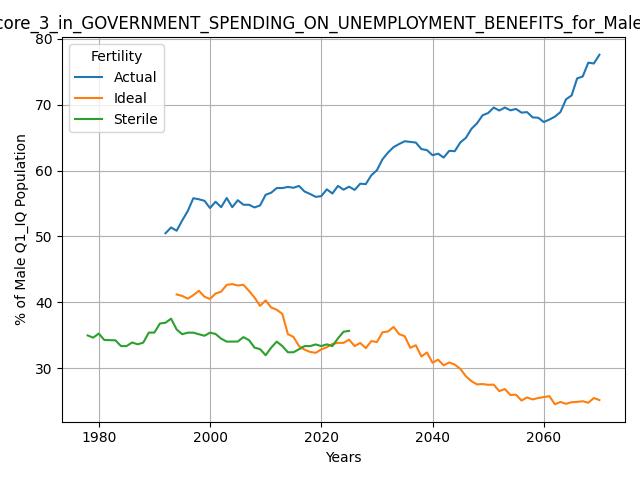 core_3_in_GOVERNMENT_SPENDING_ON_UNEMPLOYMENT_BENEFITS_for_Male
Fertility
Actual
Ideal
Sterile
80
70
60
50
40
30
% of Male Q1_IQ Population
1980 2000 2020 2040 2060
Years